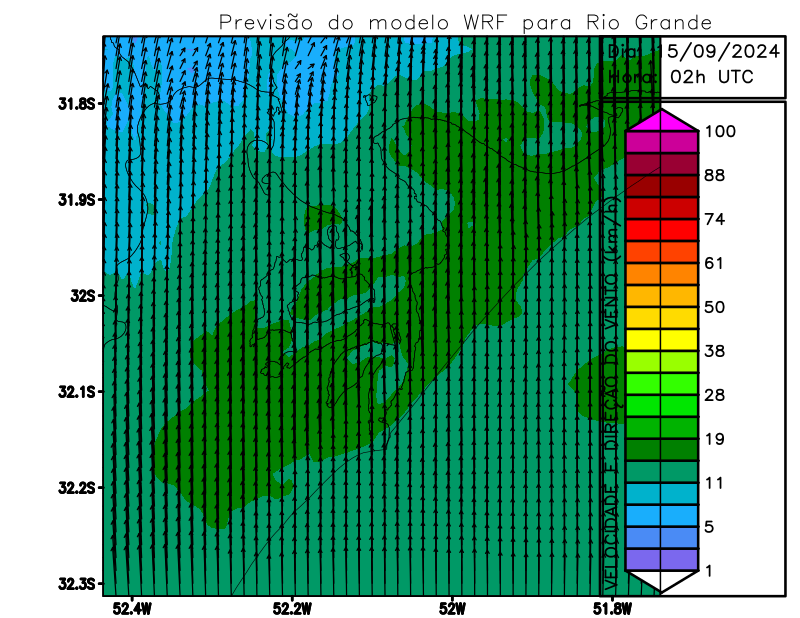 Previsão do modelo WRF para Rio Grande
Dia: 15/09/2024
Hora: 02h UTC
31.8S
31.9S
32S
32.1S
32.2S
32.3S
52.4W
52.2W
52W
51.8W
VELOCIDADE E DIREÇÃO DO VENTO (km/h)
100
88
74
61
50
38
28
19
11
5
1